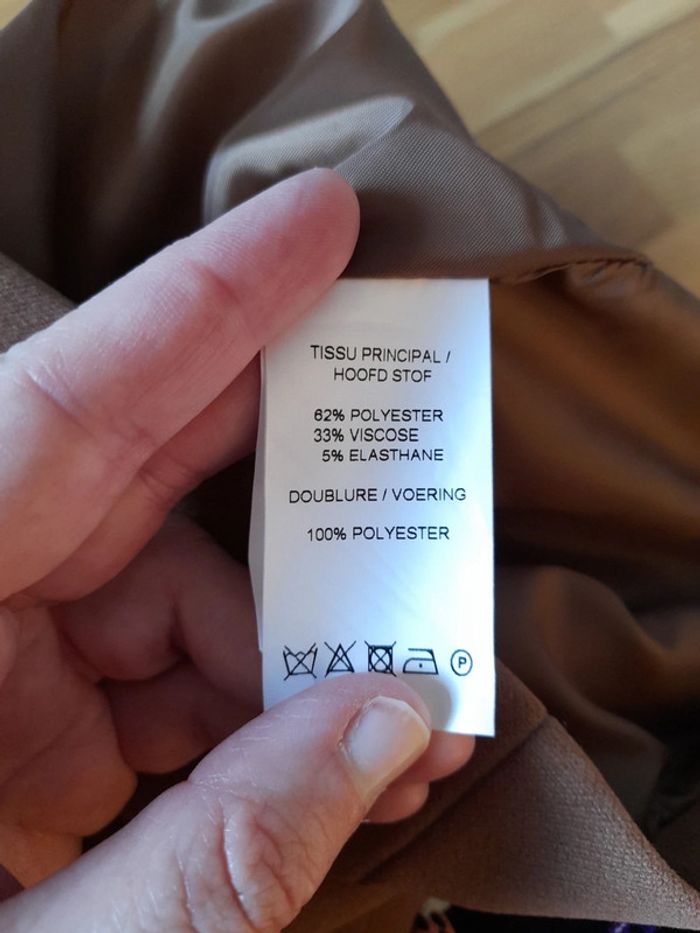 TISSU PRINCIPAL /
HOOFD STOF
62% POLYESTER
33% VISCOSE
5% ELASTHANE
DOUBLURE / VOERING
100% POLYESTER
P